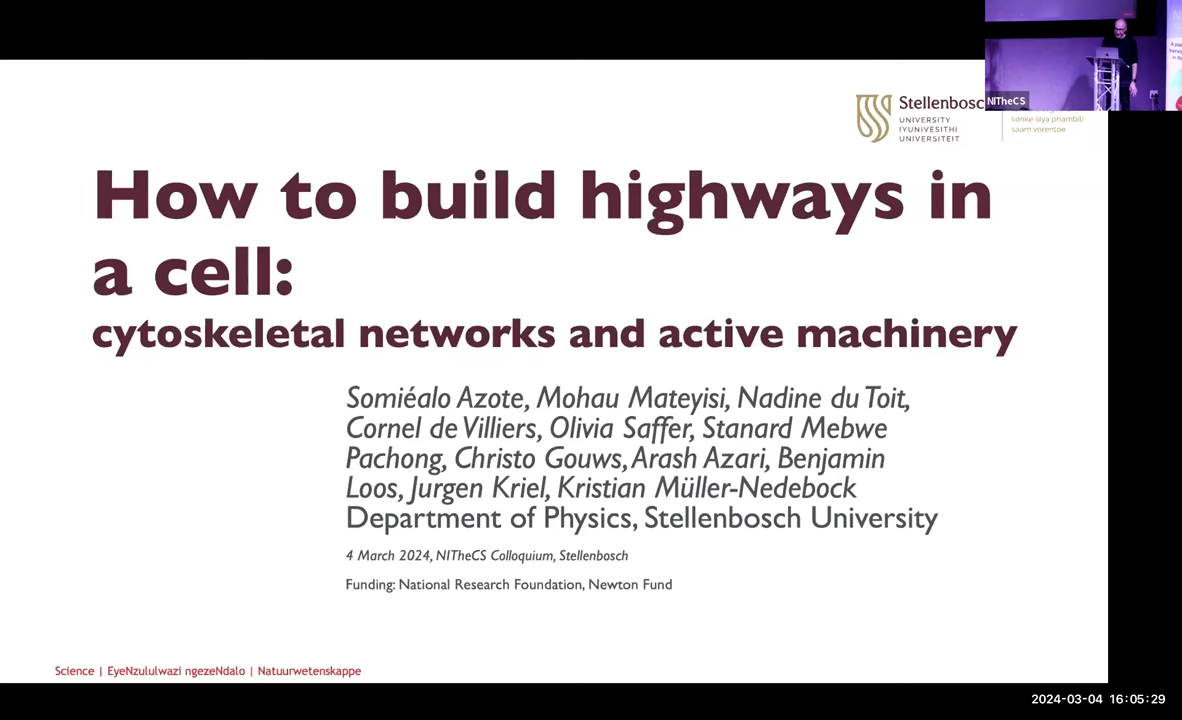 Stellenbosc
UNIVERSITY
IYUNIVESITHI
UNIVERSITEIT
sonke siya phambili
saam vorentoe
NITheCS
How to build highways in
a cell:
cytoskeletal networks and active machinery
Somiéalo Azote, Mohau Mateyisi, Nadine du Toit,
Cornel de Villiers, Olivia Saffer, Stanard Mebwe
Pachong, Christo Gouws, Arash Azari, Benjamin
Loos, Jurgen Kriel, Kristian Müller-Nedebock
Department of Physics, Stellenbosch University
4 March 2024, NITheCS Colloquium, Stellenbosch
Funding: National Research Foundation, Newton Fund
Science | EyeNzululwazi ngezeNdalo | Natuurwetenskappe
2024-03-04 16:05:29